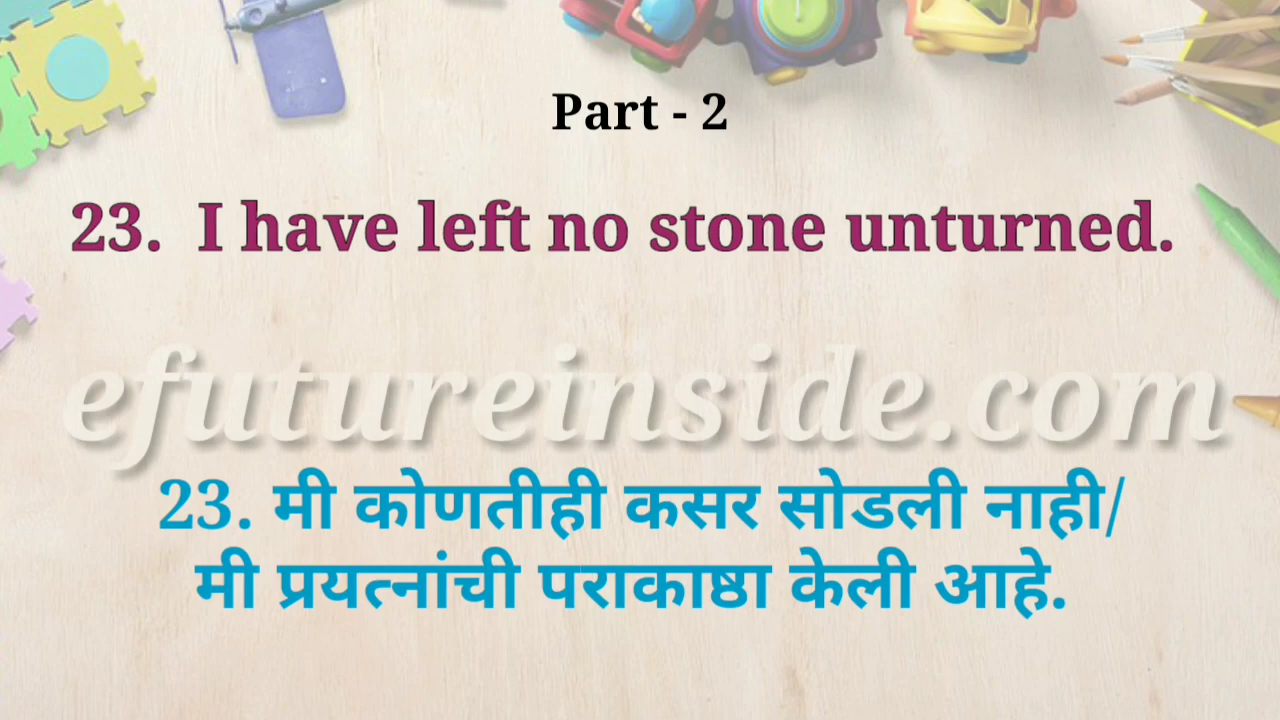 Part - 2
23. I have left no stone unturned.
efutureinside.com
23. मी कोणतीही कसर सोडली नाही/
मी प्रयत्नांची पराकाष्ठा केली आहे.